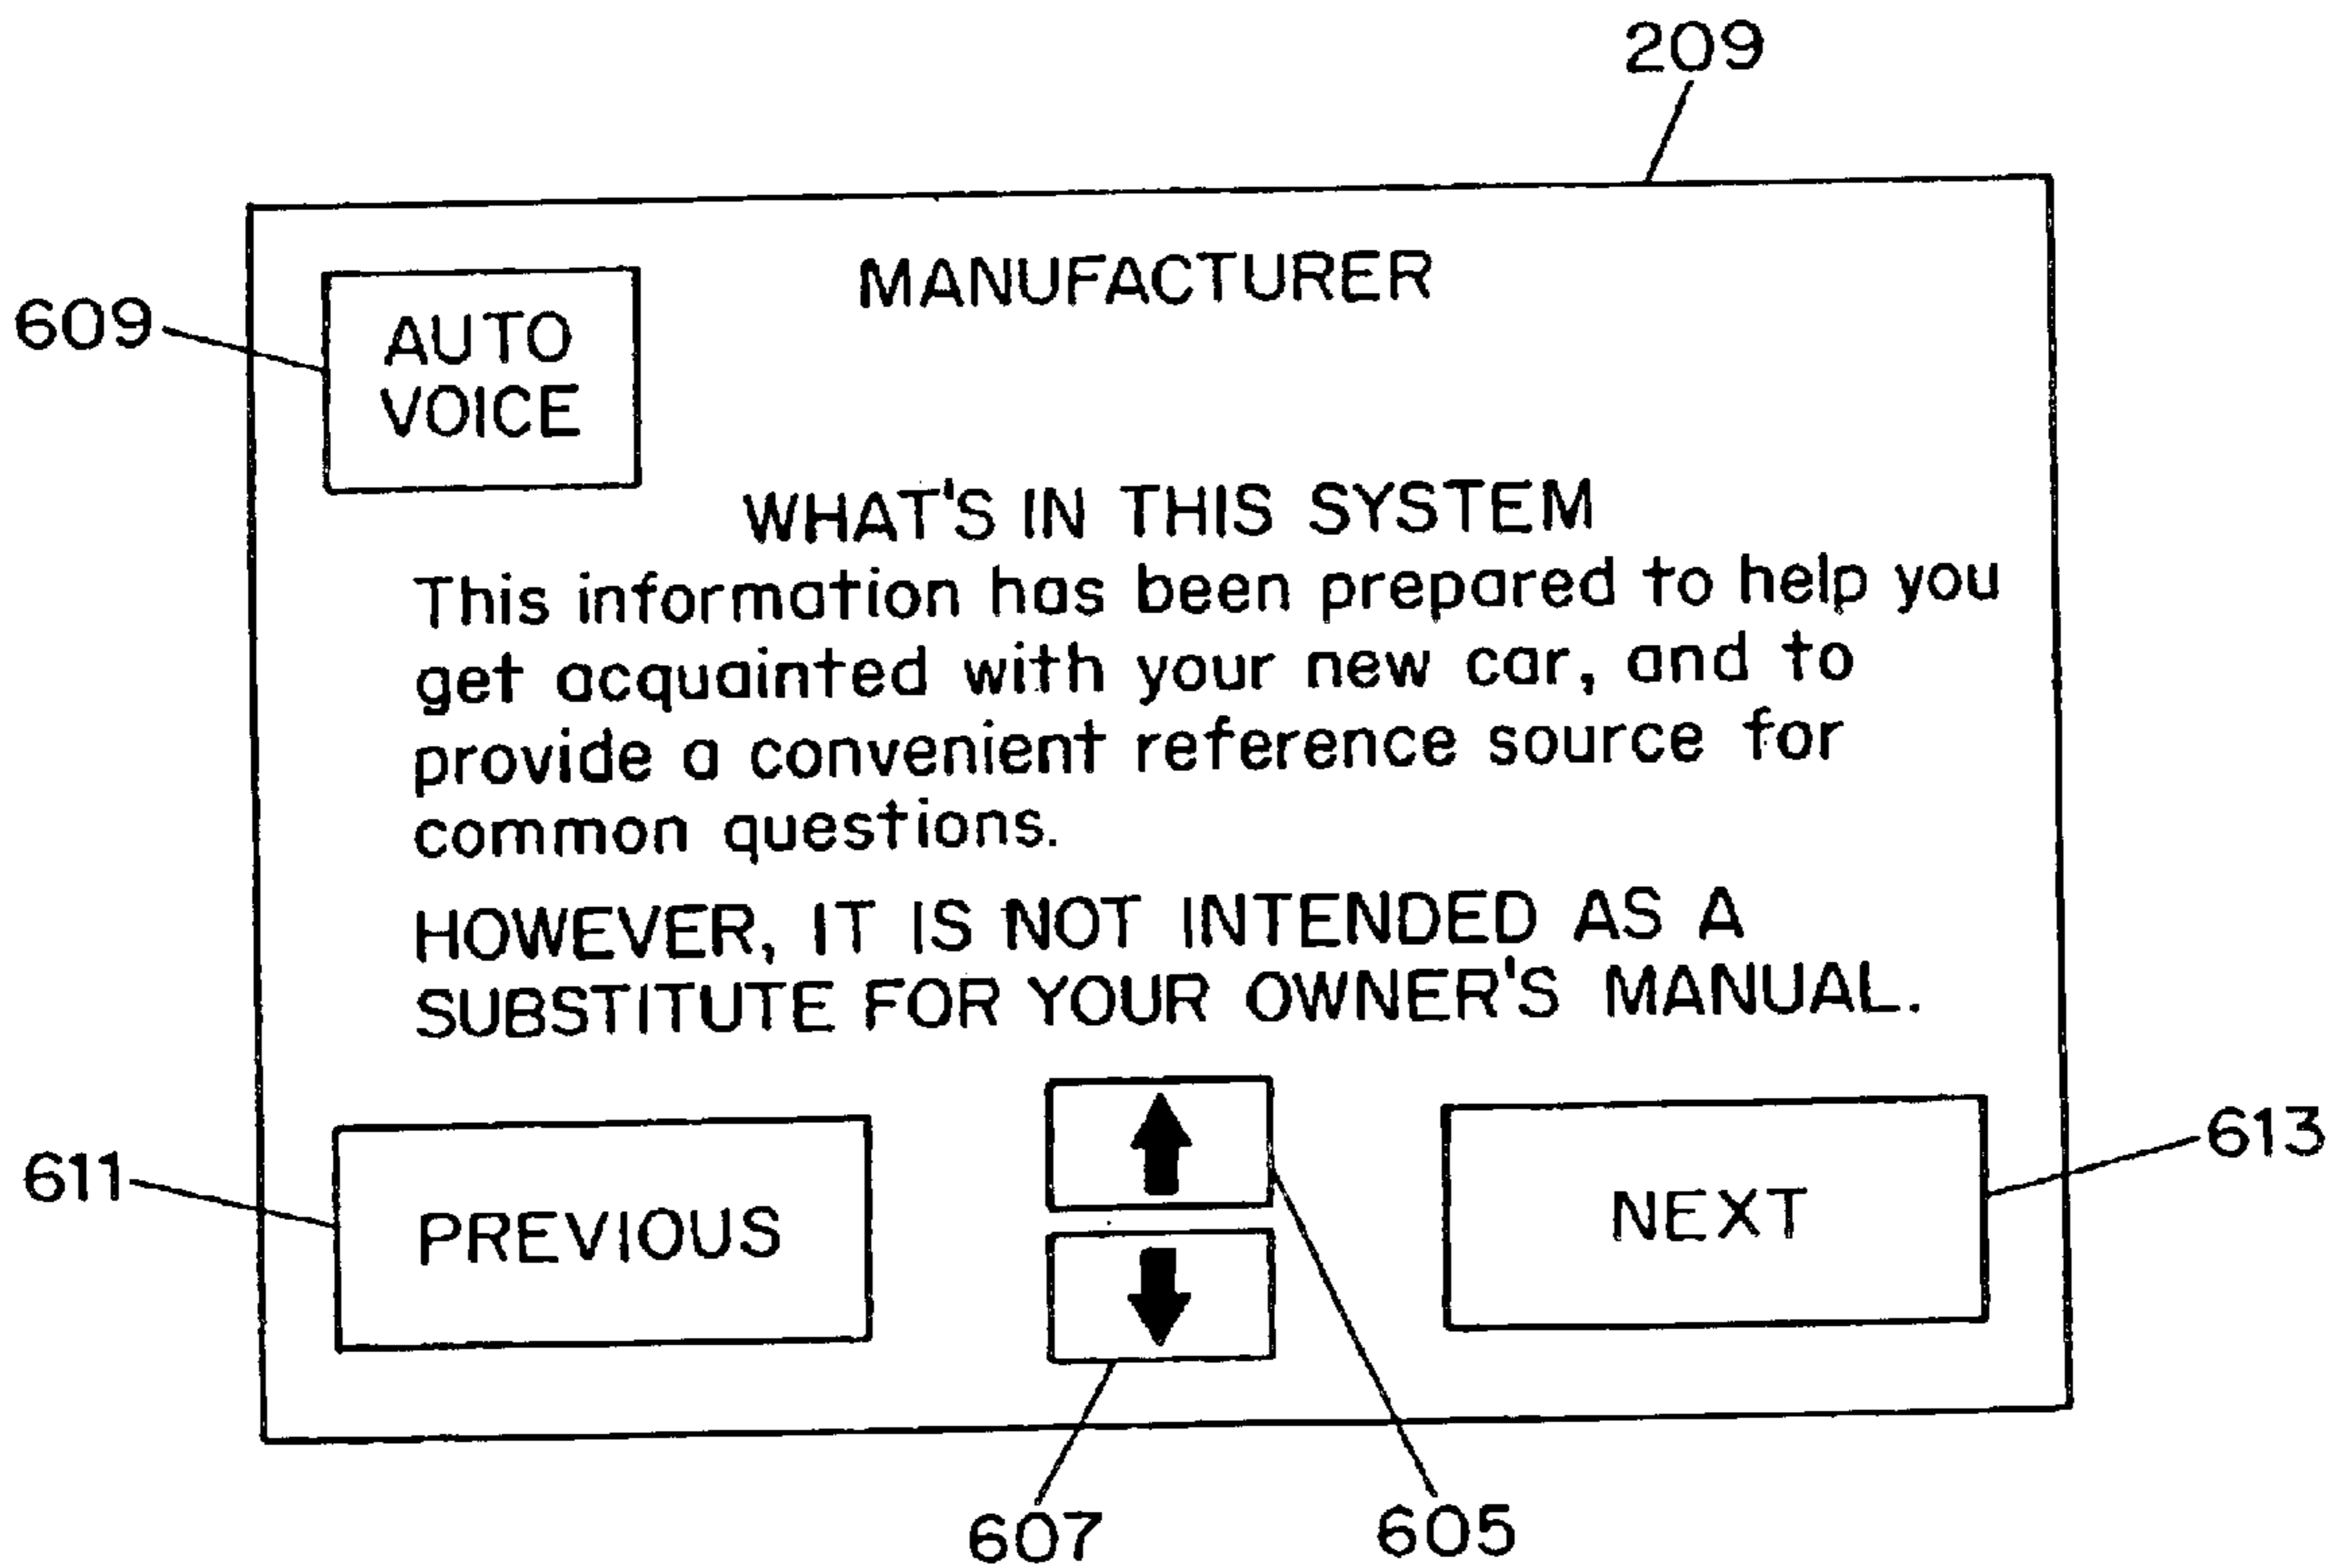 209
MANUFACTURER
609
AUTO
VOICE
WHAT'S IN THIS SYSTEM
This information has been prepared to help you
get acquainted with your new car, and to
provide a convenient reference source for
common questions.
HOWEVER, IT IS NOT INTENDED AS A
SUBSTITUTE FOR YOUR OWNER'S MANUAL.
611
PREVIOUS
NEXT
613
607
605